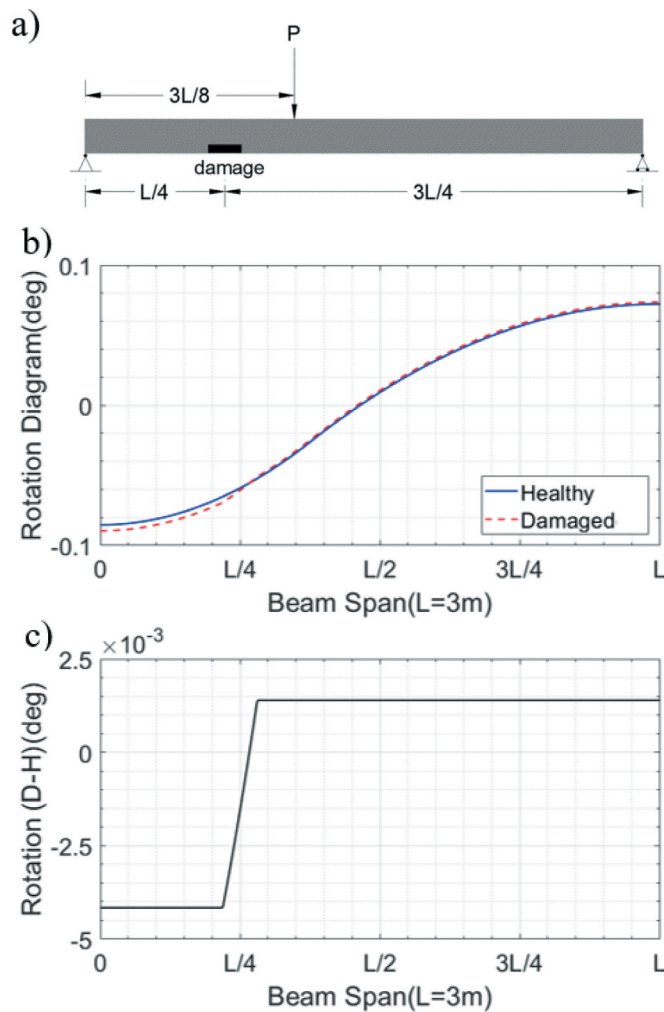 a)
P
3L/8
damage
L/4
3L/4
b)
0.1
0
-0.1
Rotation Diagram(deg)
Healthy
Damaged
0
L/4
L/2
3L/4
L
Beam Span(L=3m)
c)
×10⁻³
2.5
0
-2.5
-5
Rotation (D-H)(deg)
0
L/4
L/2
3L/4
L
Beam Span(L=3m)